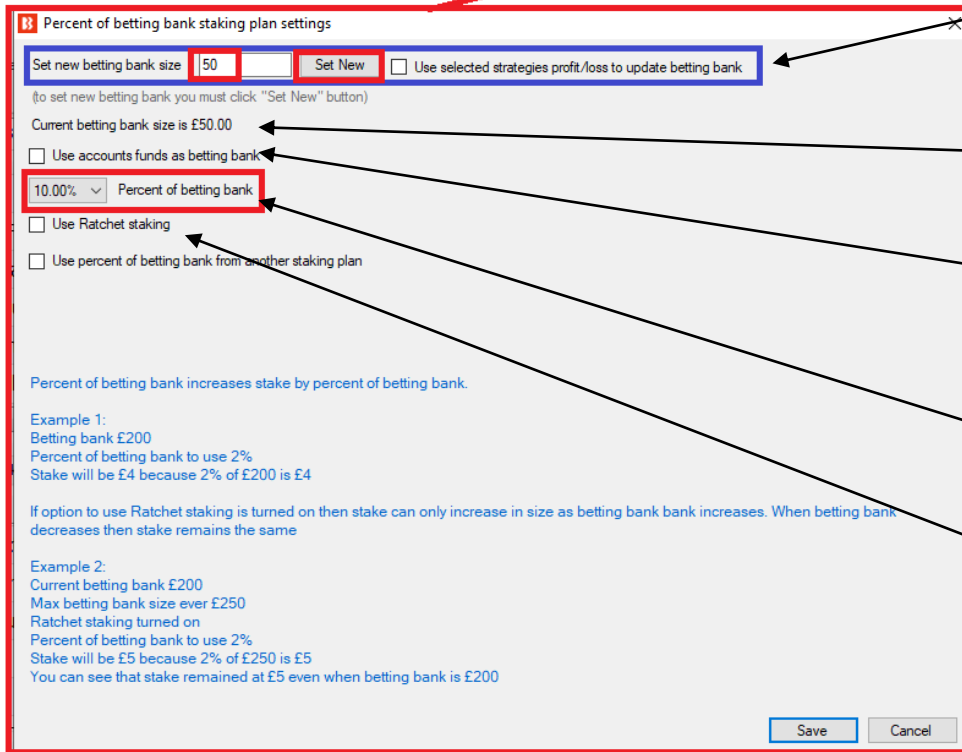 Percent of betting bank staking plan settings
Set new betting bank size 50 Set New Use selected strategies profit/loss to update betting bank
(to set new betting bank you must click "Set New" button)
Current betting bank size is £50.00
Use accounts funds as betting bank
10.00% Percent of betting bank
Use Ratchet staking
Use percent of betting bank from another staking plan
Percent of betting bank increases stake by percent of betting bank.
Example 1:
Betting bank £200
Percent of betting bank to use 2%
Stake will be £4 because 2% of £200 is £4
If option to use Ratchet staking is turned on then stake can only increase in size as betting bank bank increases. When betting bank
decreases then stake remains the same
Example 2:
Current betting bank £200
Max betting bank size ever £250
Ratchet staking turned on
Percent of betting bank to use 2%
Stake will be £5 because 2% of £250 is £5
You can see that stake remained at £5 even when betting bank is £200
Save Cancel